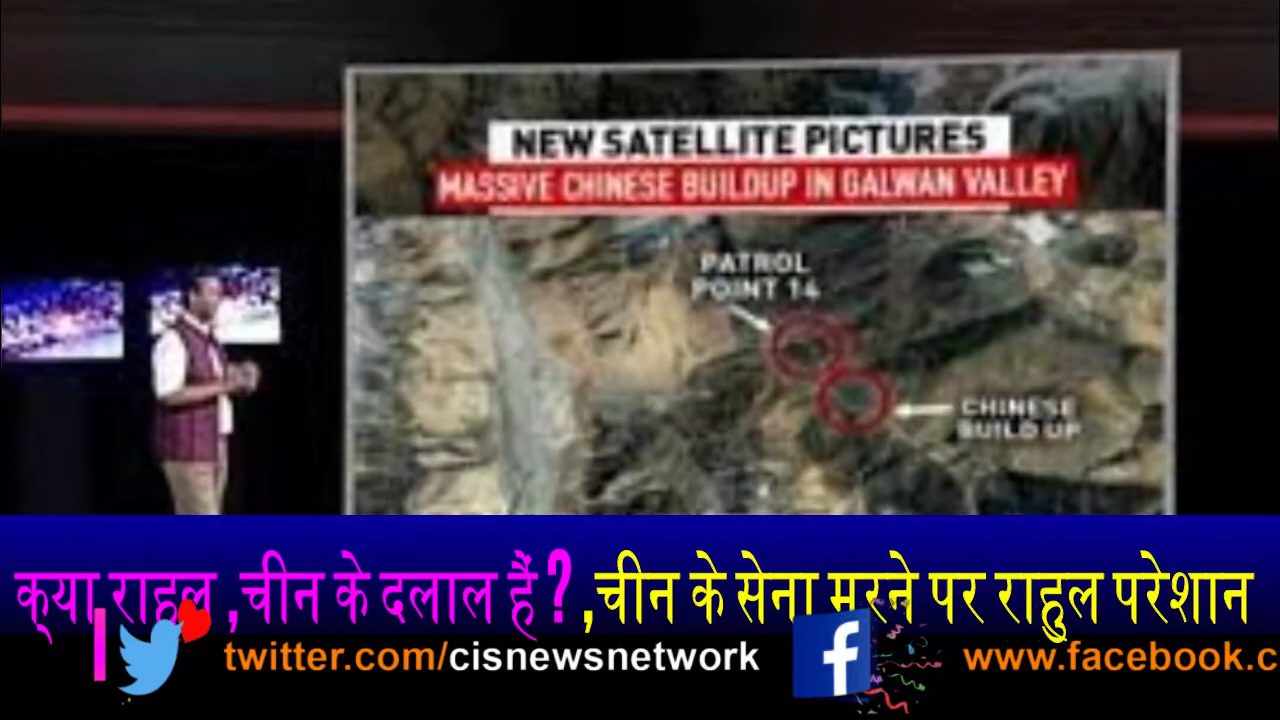 NEW SATELLITE PICTURES
MASSIVE CHINESE BUILDUP IN GALWAN VALLEY
PATROL
POINT 14
CHINESE
BUILD UP
क्या राहुल ,चीन के दलाल हैं ? ,चीन के सेना मरने पर राहुल परेशान
twitter.com/cisnewsnetwork
www.facebook.c